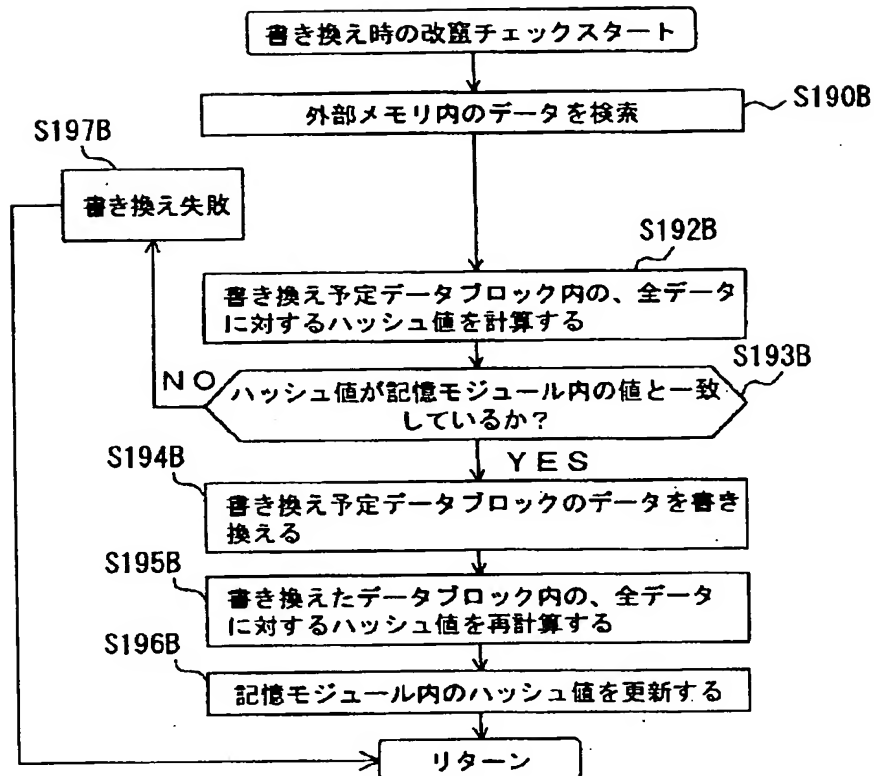 書き換え時の改竄チェックスタート
S190B
外部メモリ内のデータを検索
S197B
書き換え失敗
S192B
書き換え予定データブロック内の、全データ
に対するハッシュ値を計算する
S193B
NO
ハッシュ値が記憶モジュール内の値と一致
しているか？
YES
S194B
書き換え予定データブロックのデータを書き
換える
S195B
書き換えたデータブロック内の、全データ
に対するハッシュ値を再計算する
S196B
記憶モジュール内のハッシュ値を更新する
リターン